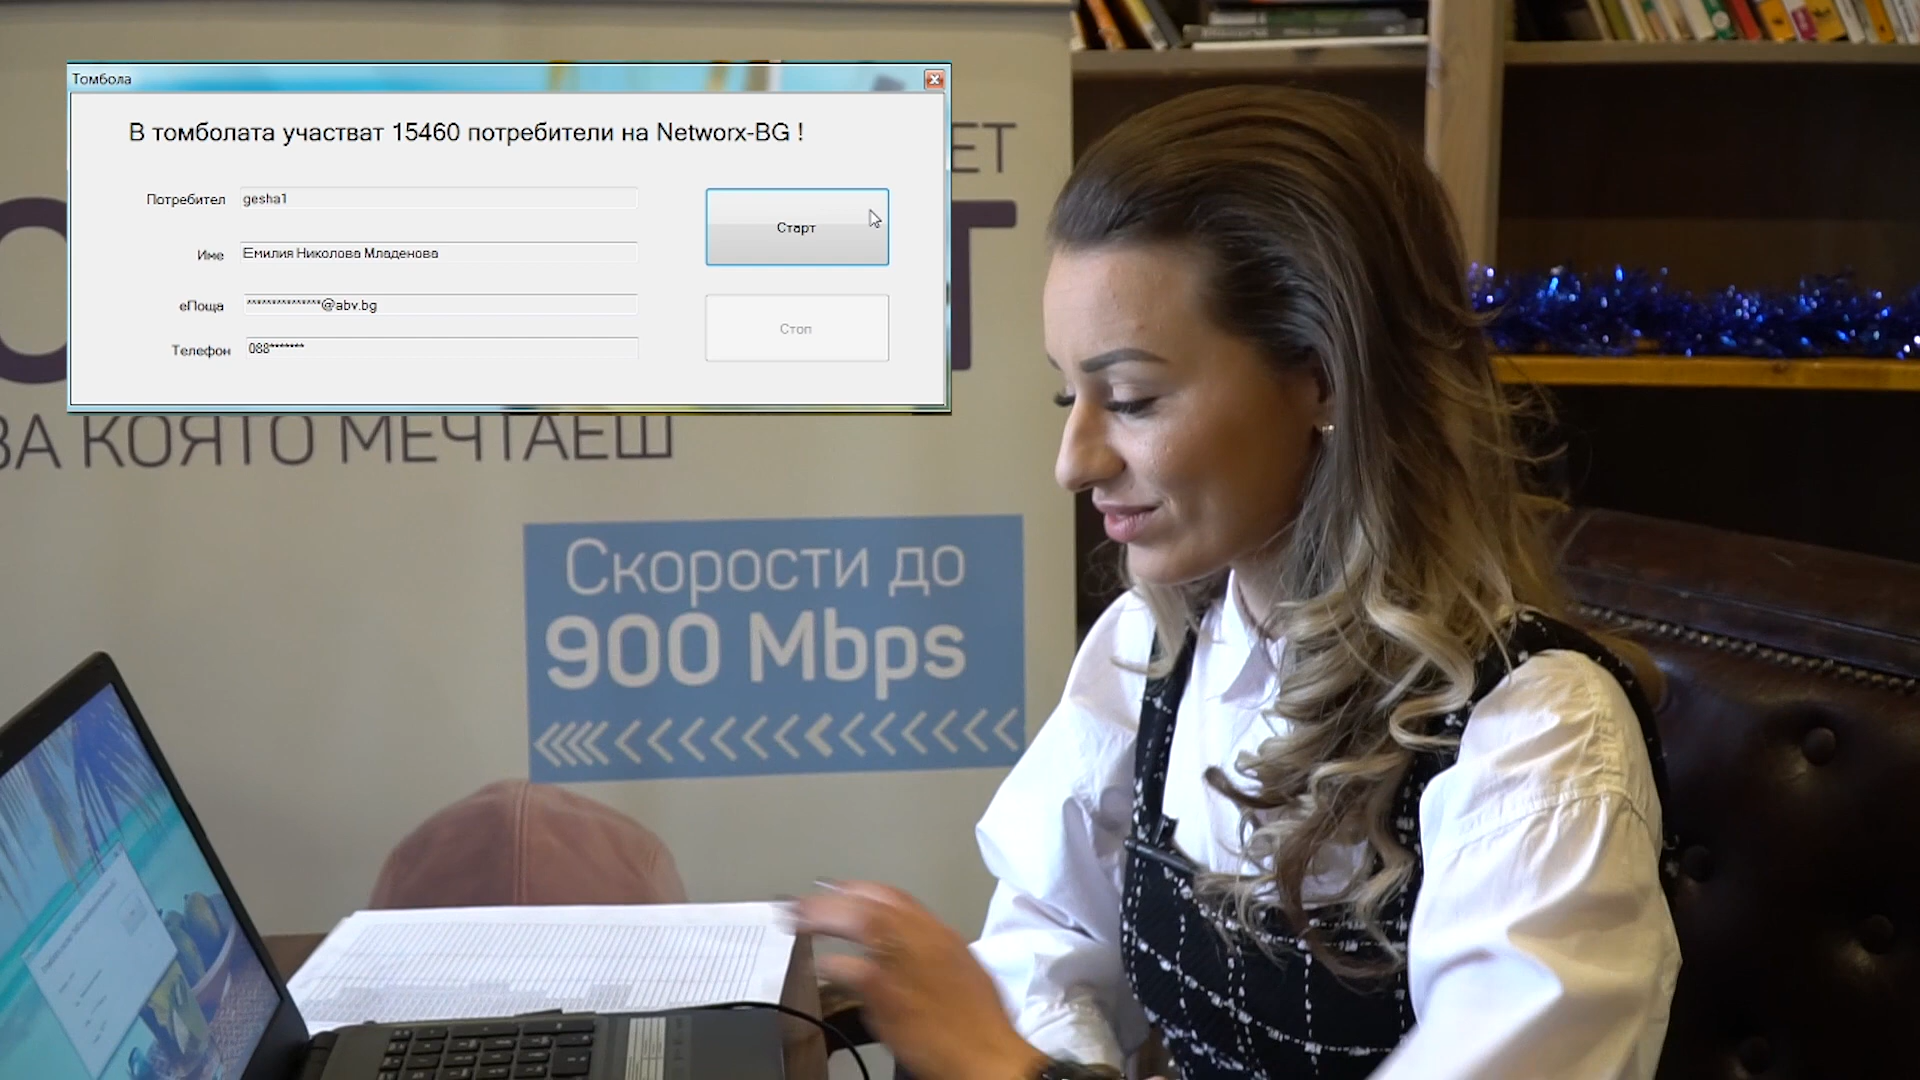 Томбола
В томболата участват 15460 потребители на Networx-BG !
Потребител gesha1
Старт
Име Емилия Николова Младенова
еПоща ***************@abv.bg
Стоп
Телефон 088*******
ЗА КОЯТО МЕЧТАЕШ
Скорости до
900 Mbps